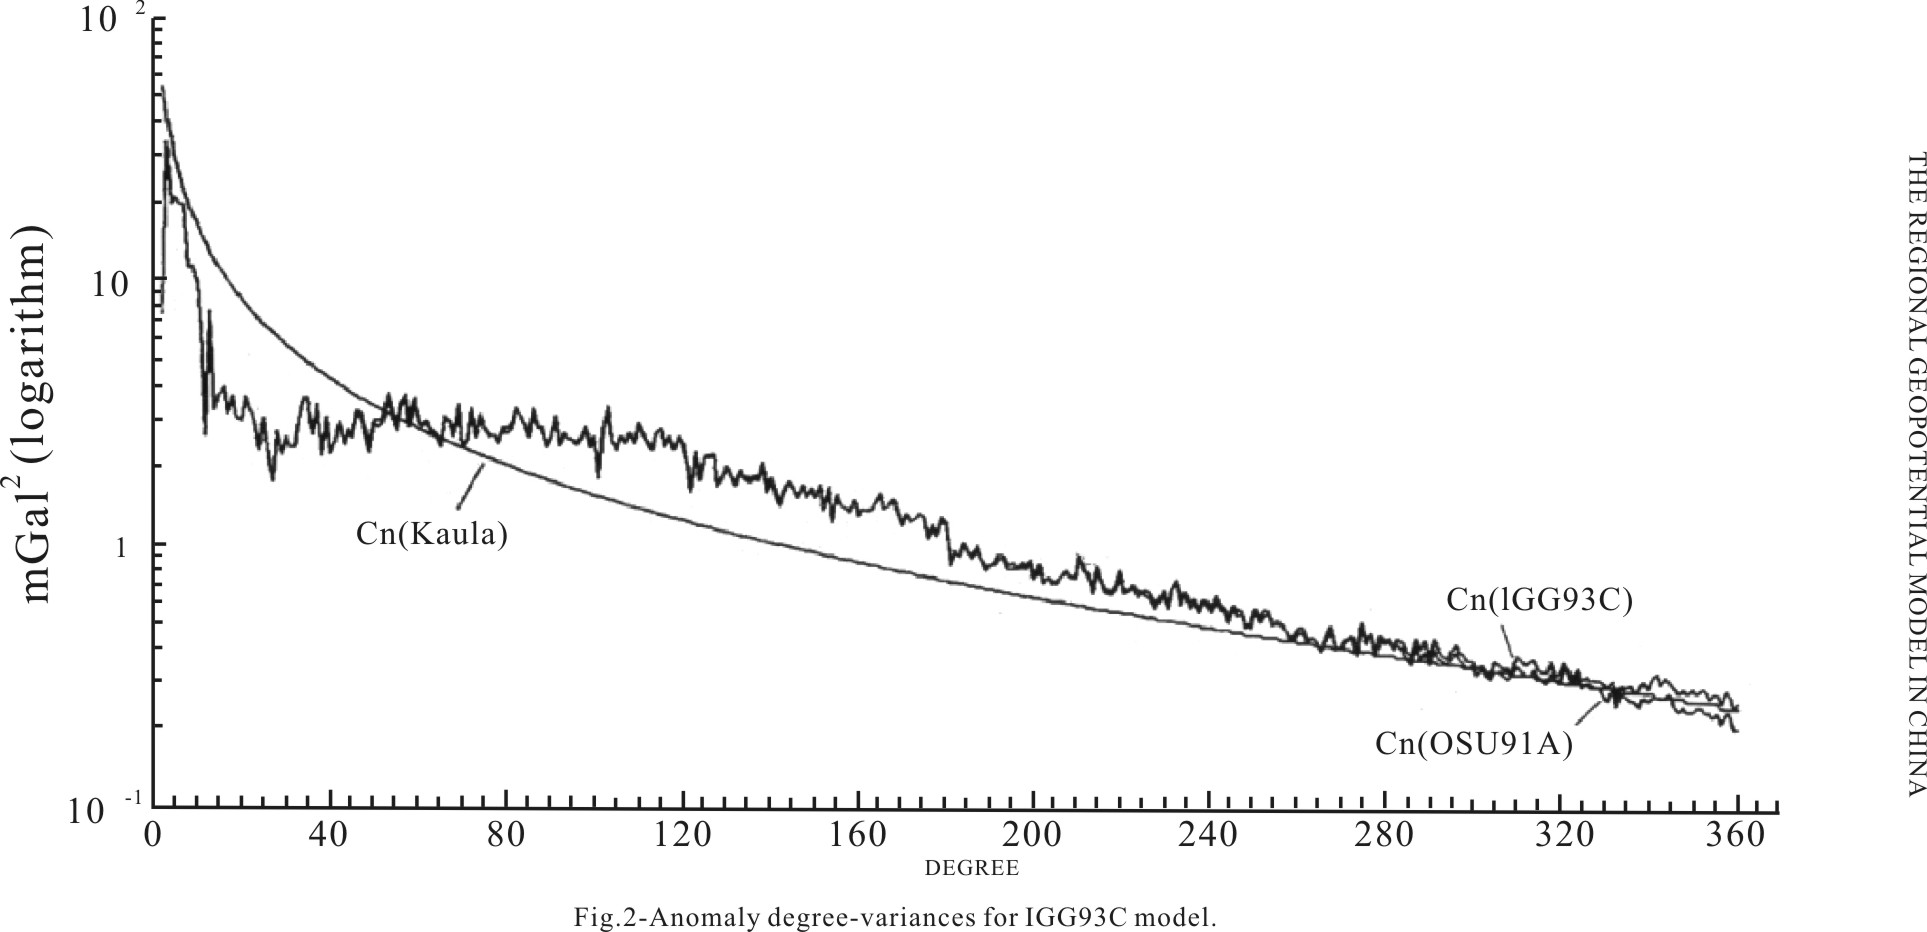 10 2
10
1
10 -1
mGal2 (logarithm)
0 40 80 120 160 200 240 280 320 360
DEGREE
Cn(Kaula)
Cn(lGG93C)
Cn(OSU91A)
Fig.2-Anomaly degree-variances for IGG93C model.
THE REGIONAL GEOPOTENTIAL MODEL IN CHINA